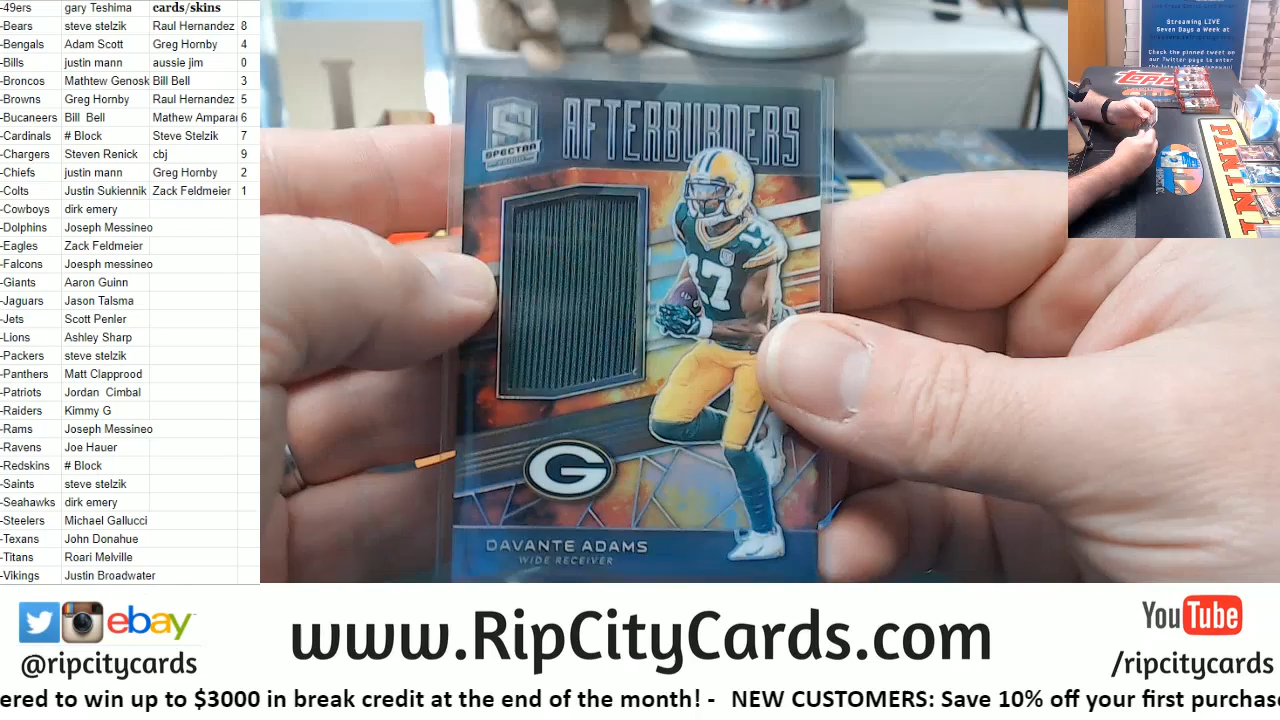 -49ers gary Teshima cards/skins
-Bears steve stelzik Raul Hernandez 8
-Bengals Adam Scott Greg Hornby 4
-Bills justin mann aussie jim 0
-Broncos Mathtew Genosk Bill Bell 3
-Browns Greg Hornby Raul Hernandez 5
-Bucaneers Bill Bell Mathew Amparai 6
-Cardinals # Block Steve Stelzik 7
-Chargers Steven Renick cbj 9
-Chiefs justin mann Greg Hornby 2
-Colts Justin Sukiennik Zack Feldmeier 1
-Cowboys dirk emery
-Dolphins Joseph Messineo
-Eagles Zack Feldmeier
-Falcons Joesph messineo
-Giants Aaron Guinn
-Jaguars Jason Talsma
-Jets Scott Penler
-Lions Ashley Sharp
-Packers steve stelzik
-Panthers Matt Clapprood
-Patriots Jordan Cimbal
-Raiders Kimmy G
-Rams Joseph Messineo
-Ravens Joe Hauer
-Redskins # Block
-Saints steve stelzik
-Seahawks dirk emery
-Steelers Michael Gallucci
-Texans John Donahue
-Titans Roari Melville
-Vikings Justin Broadwater
SPECTRA
AFTERBURNERS
17
G
DAVANTE ADAMS
WIDE RECEIVER
Streaming LIVE
Seven Days a Week at
Check the pinned tweet on
our Twitter page to enter
TOPPS
PANINI
ebay
@ripcitycards
www.RipCityCards.com
YouTube
/ripcitycards
ered to win up to $3000 in break credit at the end of the month! - NEW CUSTOMERS: Save 10% off your first purchase